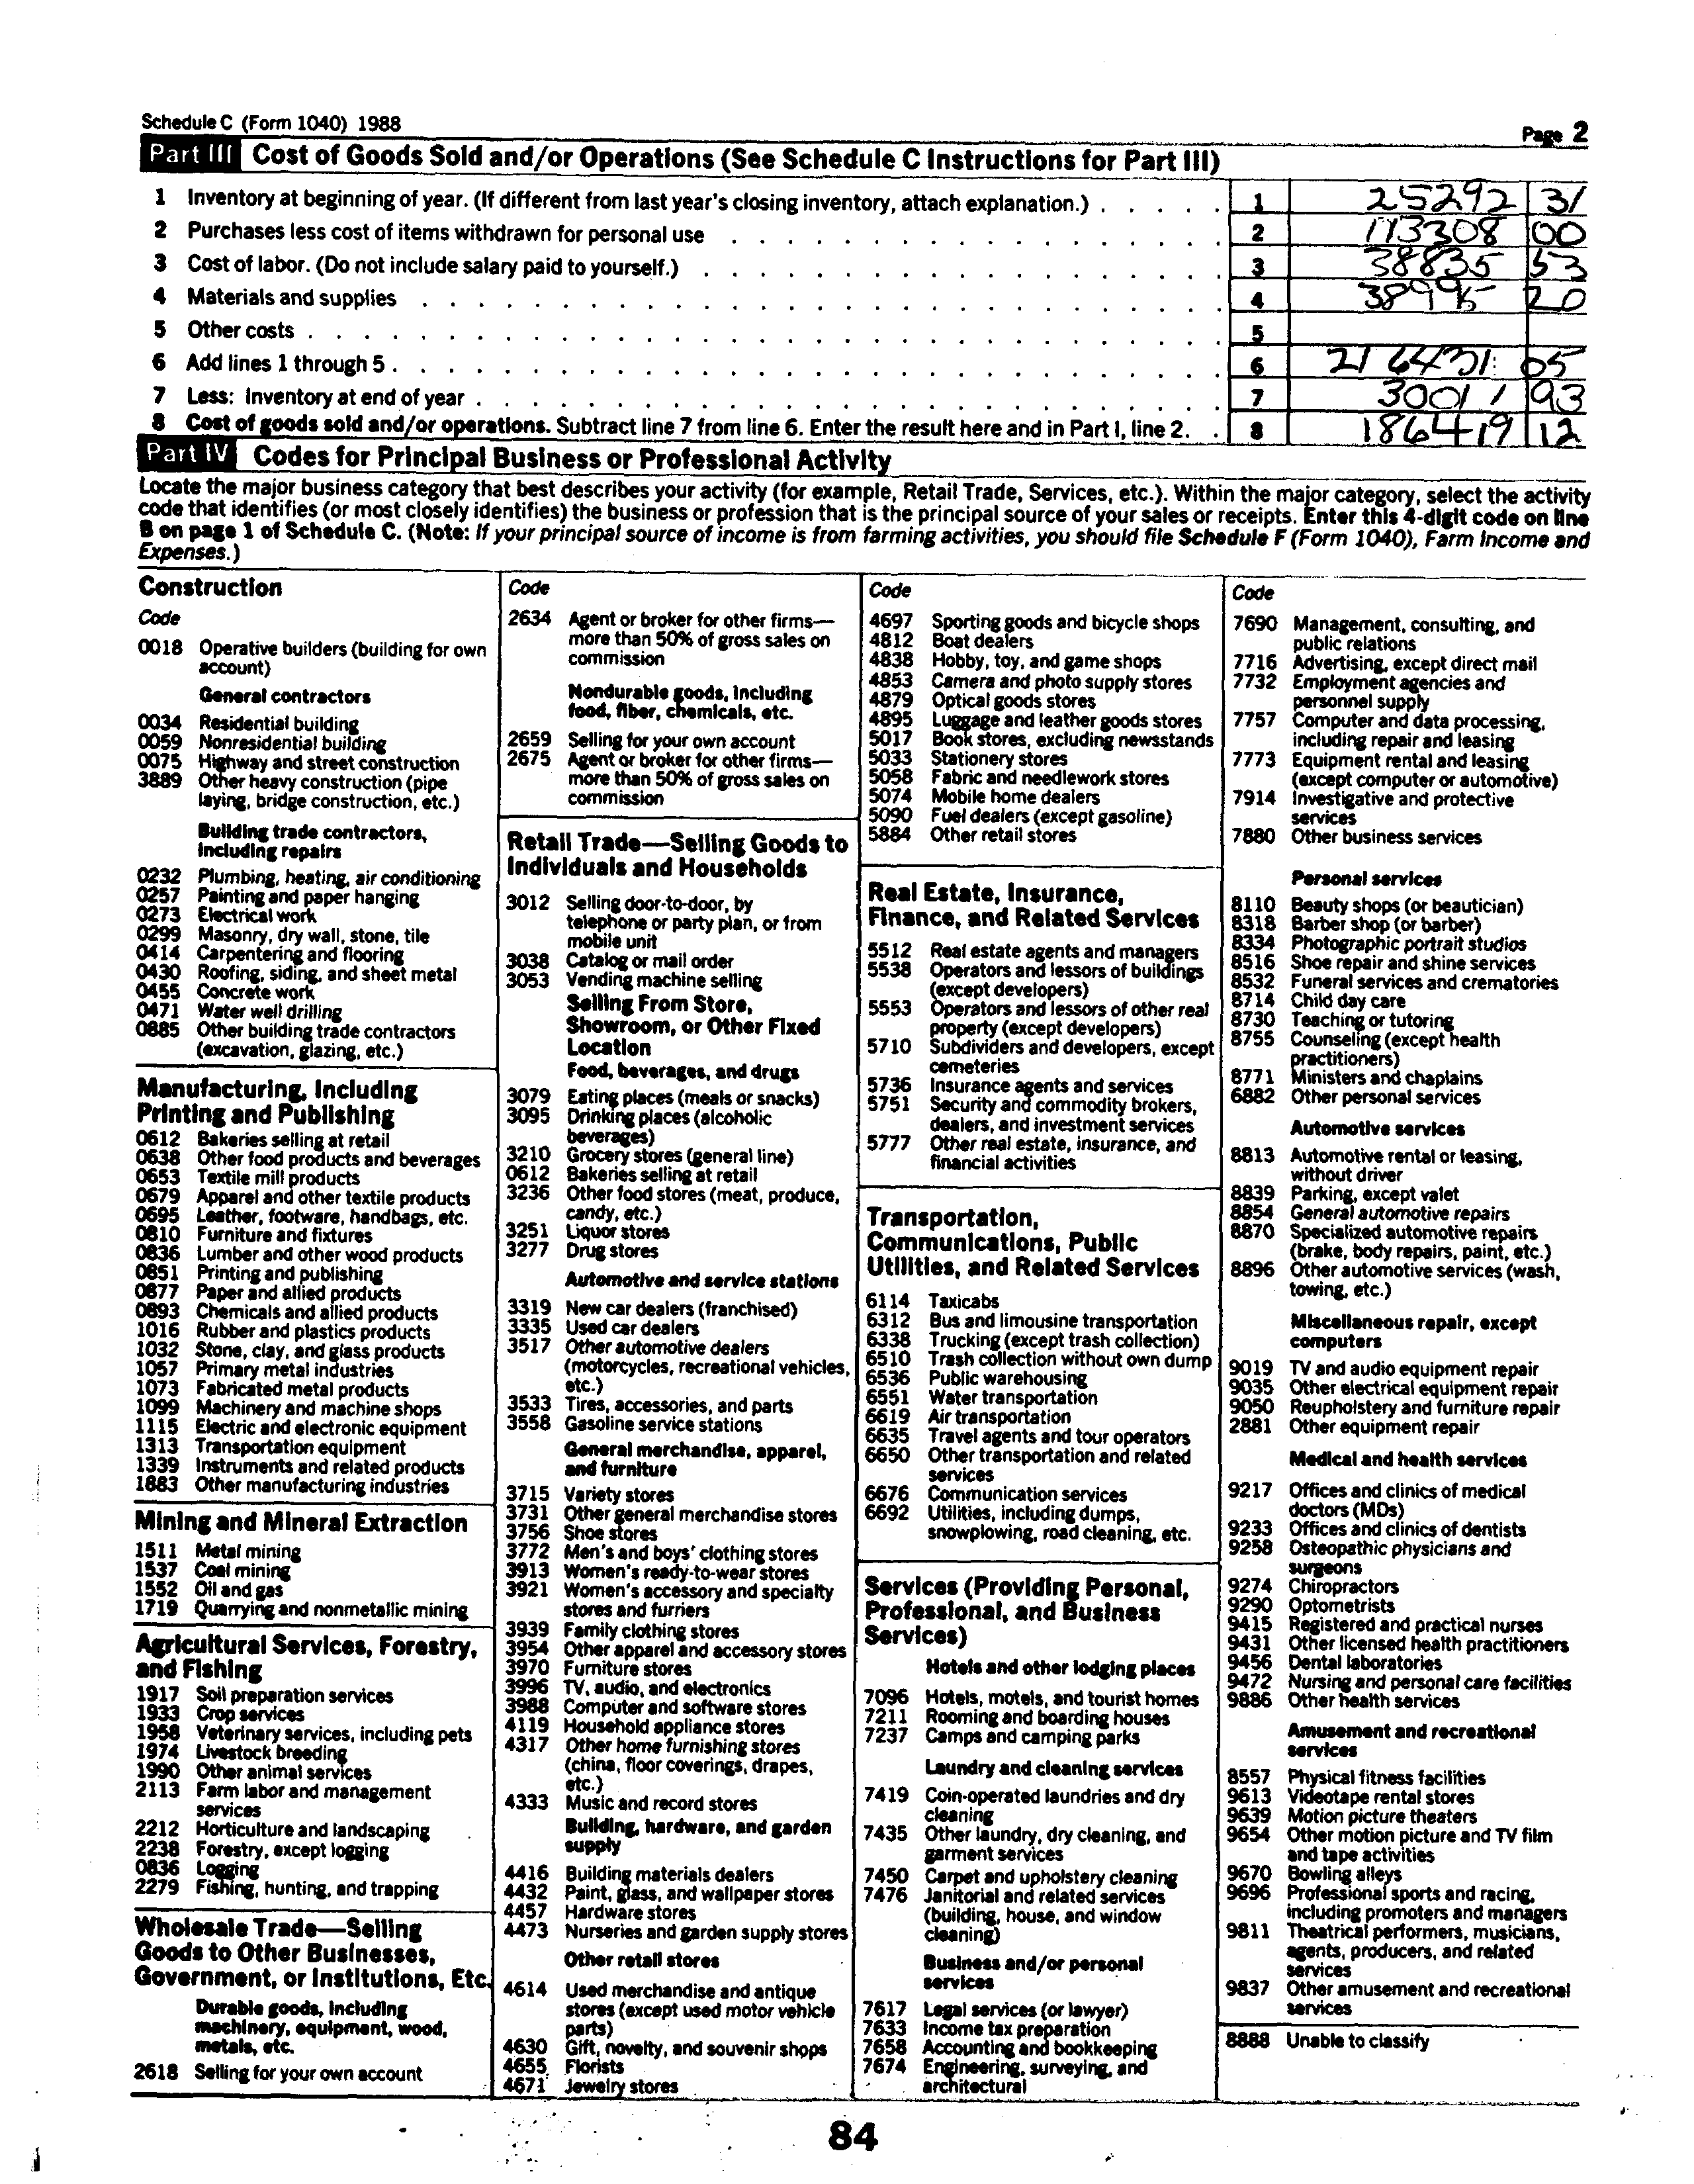 Schedule C (Form 1040) 1988
Page 2
Part III Cost of Goods Sold and/or Operations (See Schedule C Instructions for Part III)
1 Inventory at beginning of year. (If different from last year's closing inventory, attach explanation.) . . . . . 1 25292 31
2 Purchases less cost of items withdrawn for personal use . . . . . 2 113308 00
3 Cost of labor. (Do not include salary paid to yourself.) . . . . . 3 38835 53
4 Materials and supplies . . . . . 4 38995 20
5 Other costs . . . . . 5
6 Add lines 1 through 5 . . . . . 6 216431 05
7 Less: Inventory at end of year . . . . . 7 30011 93
8 Cost of goods sold and/or operations. Subtract line 7 from line 6. Enter the result here and in Part I, line 2. . 8 186419 12
Part IV Codes for Principal Business or Professional Activity
Locate the major business category that best describes your activity (for example, Retail Trade, Services, etc.). Within the major category, select the activity
code that identifies (or most closely identifies) the business or profession that is the principal source of your sales or receipts. Enter this 4-digit code on line
B on page 1 of Schedule C. (Note: If your principal source of income is from farming activities, you should file Schedule F (Form 1040), Farm Income and
Expenses.)
Construction
Code
0018 Operative builders (building for own
account)
General contractors
0034 Residential building
0059 Nonresidential building
0075 Highway and street construction
3889 Other heavy construction (pipe
laying, bridge construction, etc.)
Building trade contractors,
including repairs
0232 Plumbing, heating, air conditioning
0257 Painting and paper hanging
0273 Electrical work
0299 Masonry, dry wall, stone, tile
0414 Carpentering and flooring
0430 Roofing, siding, and sheet metal
0455 Concrete work
0471 Water well drilling
0885 Other building trade contractors
(excavation, glazing, etc.)
Manufacturing, Including
Printing and Publishing
0612 Bakeries selling at retail
0638 Other food products and beverages
0653 Textile mill products
0679 Apparel and other textile products
0695 Leather, footware, handbags, etc.
0810 Furniture and fixtures
0836 Lumber and other wood products
0851 Printing and publishing
0877 Paper and allied products
0893 Chemicals and allied products
1016 Rubber and plastics products
1032 Stone, clay, and glass products
1057 Primary metal industries
1073 Fabricated metal products
1099 Machinery and machine shops
1115 Electric and electronic equipment
1313 Transportation equipment
1339 Instruments and related products
1883 Other manufacturing industries
Mining and Mineral Extraction
1511 Metal mining
1537 Coal mining
1552 Oil and gas
1719 Quarrying and nonmetallic mining
Agricultural Services, Forestry,
and Fishing
1917 Soil preparation services
1933 Crop services
1958 Veterinary services, including pets
1974 Livestock breeding
1990 Other animal services
2113 Farm labor and management
services
2212 Horticulture and landscaping
2238 Forestry, except logging
0836 Logging
2279 Fishing, hunting, and trapping
Wholesale Trade—Selling
Goods to Other Businesses,
Government, or Institutions, Etc.
Durable goods, including
machinery, equipment, wood,
metals, etc.
2618 Selling for your own account
Code
2634 Agent or broker for other firms—
more than 50% of gross sales on
commission
Nondurable goods, including
food, fiber, chemicals, etc.
2659 Selling for your own account
2675 Agent or broker for other firms—
more than 50% of gross sales on
commission
Retail Trade—Selling Goods to
Individuals and Households
3012 Selling door-to-door, by
telephone or party plan, or from
mobile unit
3038 Catalog or mail order
3053 Vending machine selling
Selling From Store,
Showroom, or Other Fixed
Location
Food, beverages, and drugs
3079 Eating places (meals or snacks)
3095 Drinking places (alcoholic
beverages)
3210 Grocery stores (general line)
0612 Bakeries selling at retail
3236 Other food stores (meat, produce,
candy, etc.)
3251 Liquor stores
3277 Drug stores
Automotive and service stations
3319 New car dealers (franchised)
3335 Used car dealers
3517 Other automotive dealers
(motorcycles, recreational vehicles,
etc.)
3533 Tires, accessories, and parts
3558 Gasoline service stations
General merchandise, apparel,
and furniture
3715 Variety stores
3731 Other general merchandise stores
3756 Shoe stores
3772 Men's and boys' clothing stores
3913 Women's ready-to-wear stores
3921 Women's accessory and specialty
stores and furriers
3939 Family clothing stores
3954 Other apparel and accessory stores
3970 Furniture stores
3996 TV, audio, and electronics
3988 Computer and software stores
4119 Household appliance stores
4317 Other home furnishing stores
(china, floor coverings, drapes,
etc.)
4333 Music and record stores
Building, hardware, and garden
supply
4416 Building materials dealers
4432 Paint, glass, and wallpaper stores
4457 Hardware stores
4473 Nurseries and garden supply stores
Other retail stores
4614 Used merchandise and antique
stores (except used motor vehicle
parts)
4630 Gift, novelty, and souvenir shops
4655 Florists
4671 Jewelry stores
Code
4697 Sporting goods and bicycle shops
4812 Boat dealers
4838 Hobby, toy, and game shops
4853 Camera and photo supply stores
4879 Optical goods stores
4895 Luggage and leather goods stores
5017 Book stores, excluding newsstands
5033 Stationery stores
5058 Fabric and needlework stores
5074 Mobile home dealers
5090 Fuel dealers (except gasoline)
5884 Other retail stores
Real Estate, Insurance,
Finance, and Related Services
5512 Real estate agents and managers
5538 Operators and lessors of buildings
(except developers)
5553 Operators and lessors of other real
property (except developers)
5710 Subdividers and developers, except
cemeteries
5736 Insurance agents and services
5751 Security and commodity brokers,
dealers, and investment services
5777 Other real estate, insurance, and
financial activities
Transportation,
Communications, Public
Utilities, and Related Services
6114 Taxicabs
6312 Bus and limousine transportation
6338 Trucking (except trash collection)
6510 Trash collection without own dump
6536 Public warehousing
6551 Water transportation
6619 Air transportation
6635 Travel agents and tour operators
6650 Other transportation and related
services
6676 Communication services
6692 Utilities, including dumps,
snowplowing, road cleaning, etc.
Services (Providing Personal,
Professional, and Business
Services)
Hotels and other lodging places
7096 Hotels, motels, and tourist homes
7211 Rooming and boarding houses
7237 Camps and camping parks
Laundry and cleaning services
7419 Coin-operated laundries and dry
cleaning
7435 Other laundry, dry cleaning, and
garment services
7450 Carpet and upholstery cleaning
7476 Janitorial and related services
(building, house, and window
cleaning)
Business and/or personal
services
7617 Legal services (or lawyer)
7633 Income tax preparation
7658 Accounting and bookkeeping
7674 Engineering, surveying, and
architectural
Code
7690 Management, consulting, and
public relations
7716 Advertising, except direct mail
7732 Employment agencies and
personnel supply
7757 Computer and data processing,
including repair and leasing
7773 Equipment rental and leasing
(except computer or automotive)
7914 Investigative and protective
services
7880 Other business services
Personal services
8110 Beauty shops (or beautician)
8318 Barber shop (or barber)
8334 Photographic portrait studios
8516 Shoe repair and shine services
8532 Funeral services and crematories
8714 Child day care
8730 Teaching or tutoring
8755 Counseling (except health
practitioners)
8771 Ministers and chaplains
6882 Other personal services
Automotive services
8813 Automotive rental or leasing,
without driver
8839 Parking, except valet
8854 General automotive repairs
8870 Specialized automotive repairs
(brake, body repairs, paint, etc.)
8896 Other automotive services (wash,
towing, etc.)
Miscellaneous repair, except
computers
9019 TV and audio equipment repair
9035 Other electrical equipment repair
9050 Reupholstery and furniture repair
2881 Other equipment repair
Medical and health services
9217 Offices and clinics of medical
doctors (MDs)
9233 Offices and clinics of dentists
9258 Osteopathic physicians and
surgeons
9274 Chiropractors
9290 Optometrists
9415 Registered and practical nurses
9431 Other licensed health practitioners
9456 Dental laboratories
9472 Nursing and personal care facilities
9886 Other health services
Amusement and recreational
services
8557 Physical fitness facilities
9613 Videotape rental stores
9639 Motion picture theaters
9654 Other motion picture and TV film
and tape activities
9670 Bowling alleys
9696 Professional sports and racing,
including promoters and managers
9811 Theatrical performers, musicians,
agents, producers, and related
services
9837 Other amusement and recreational
services
8888 Unable to classify
84